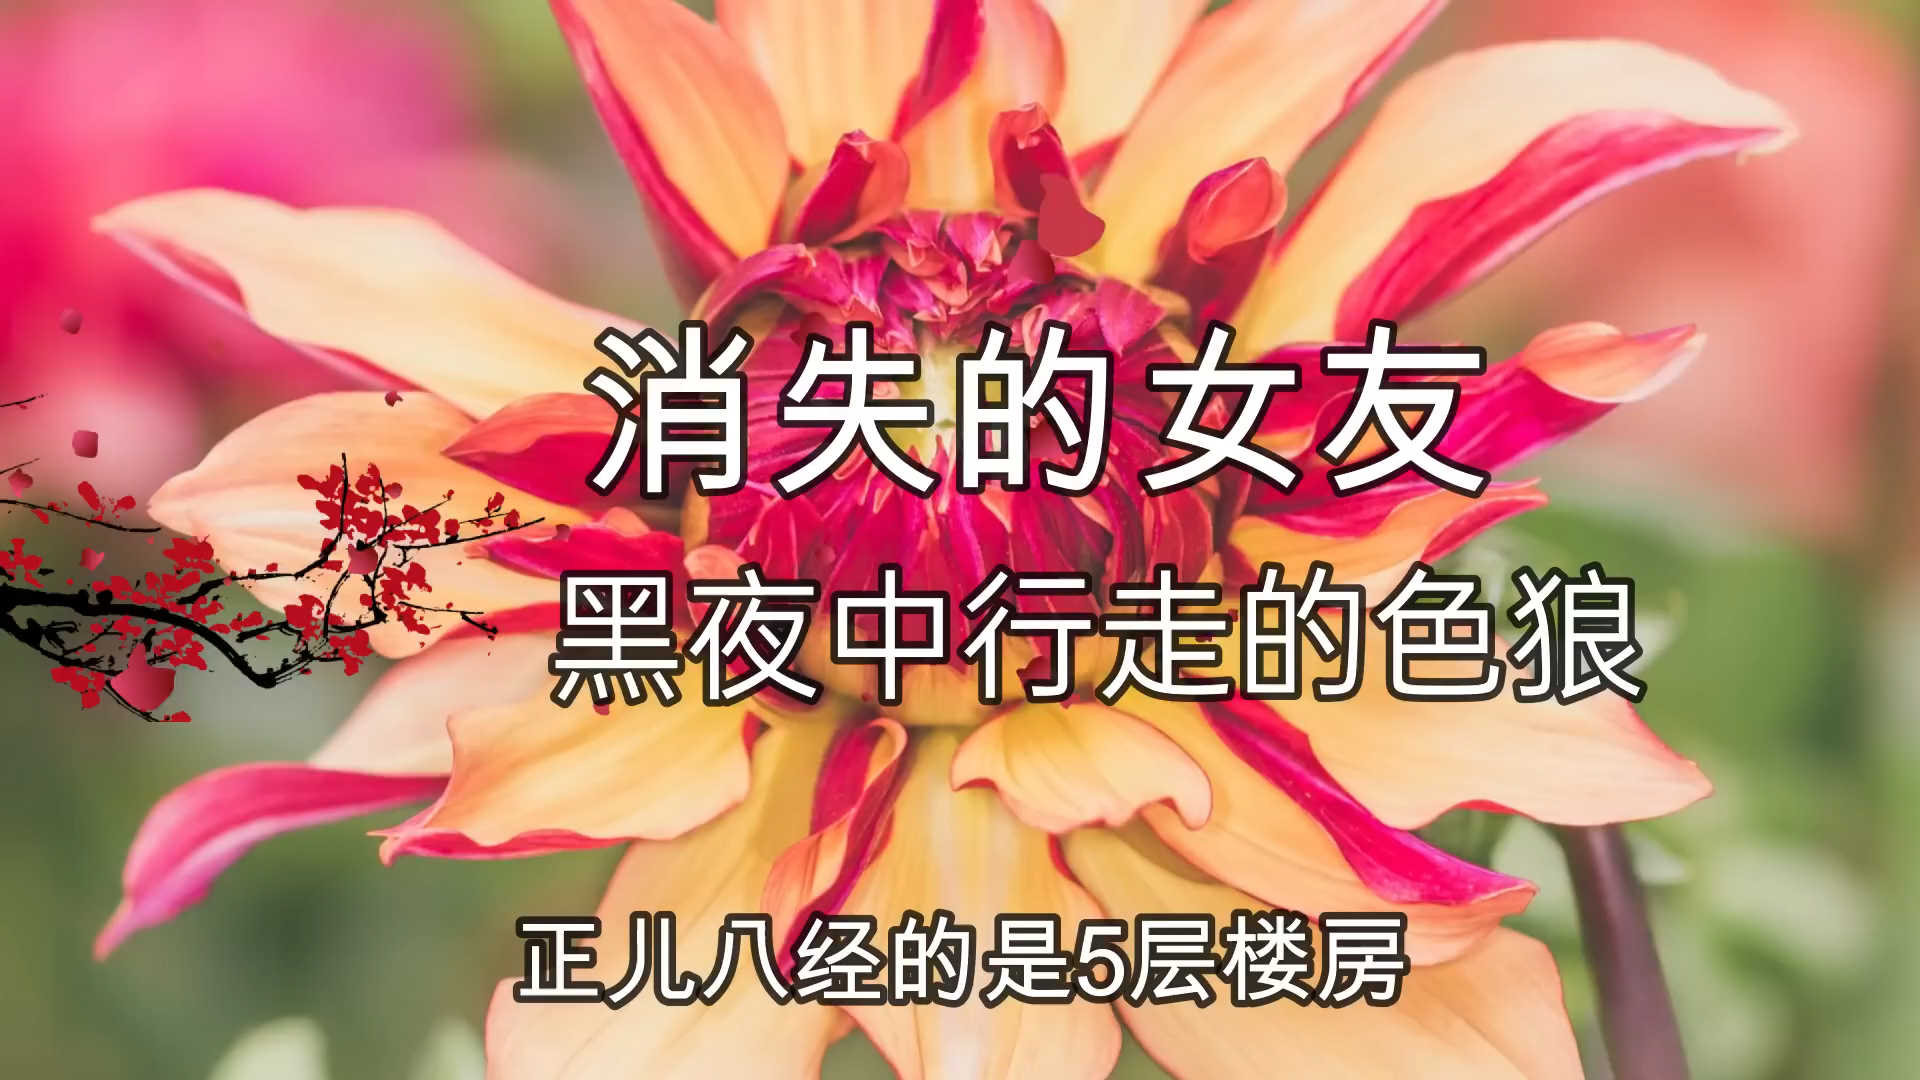 消失的女友
黑夜中行走的色狼
正儿八经的是5层楼房